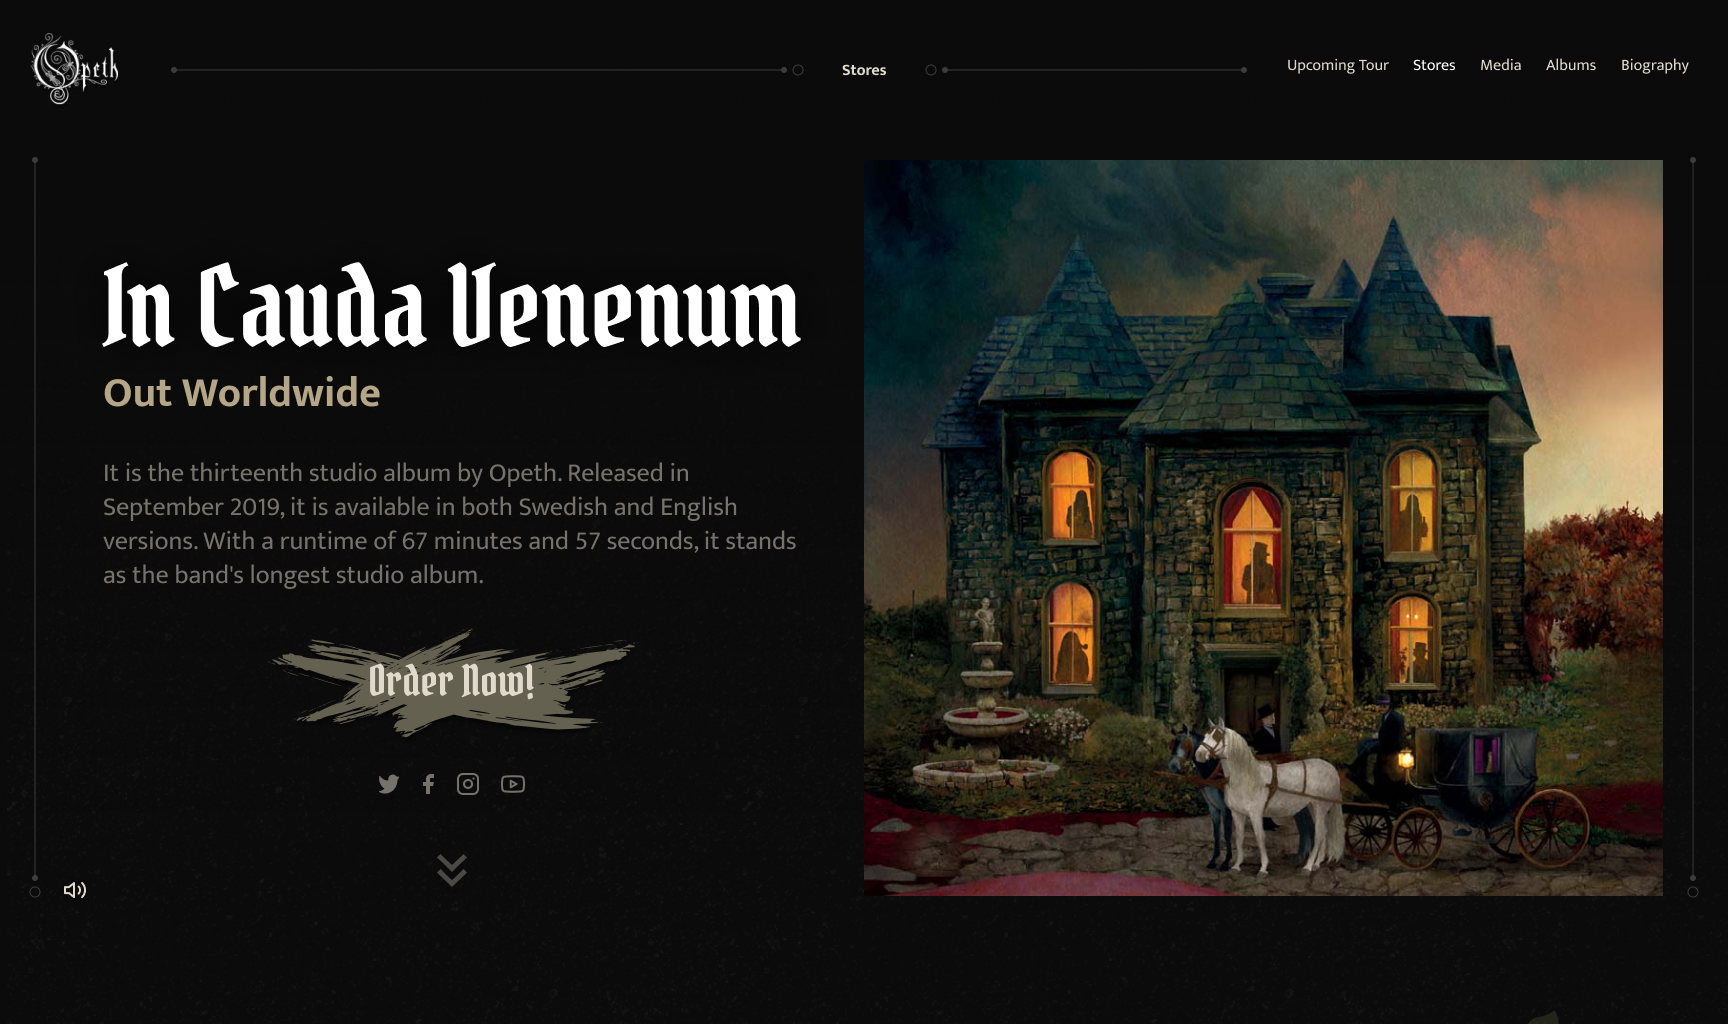 Opeth
Stores
Upcoming Tour Stores Media Albums Biography
In Cauda Venenum
Out Worldwide
It is the thirteenth studio album by Opeth. Released in
September 2019, it is available in both Swedish and English
versions. With a runtime of 67 minutes and 57 seconds, it stands
as the band's longest studio album.
Order Now!